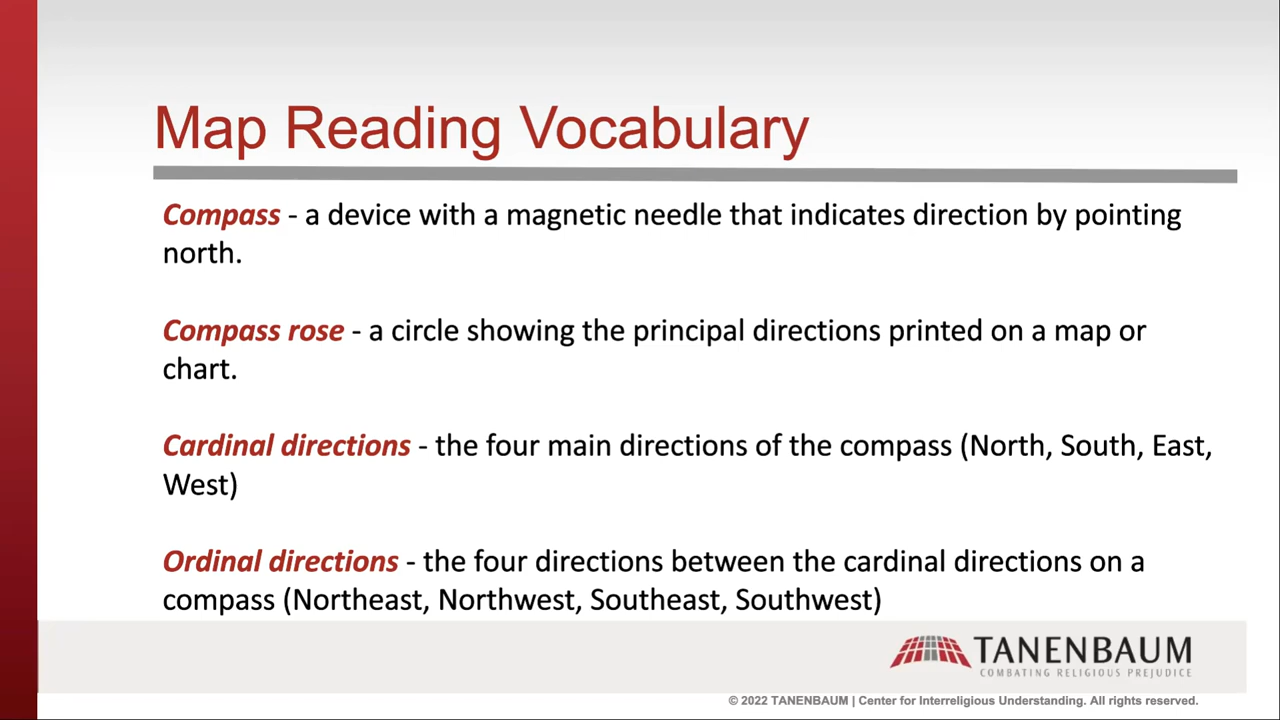 Map Reading Vocabulary
Compass - a device with a magnetic needle that indicates direction by pointing
north.
Compass rose - a circle showing the principal directions printed on a map or
chart.
Cardinal directions - the four main directions of the compass (North, South, East,
West)
Ordinal directions - the four directions between the cardinal directions on a
compass (Northeast, Northwest, Southeast, Southwest)
TANENBAUM
COMBATING RELIGIOUS PREJUDICE
© 2022 TANENBAUM | Center for Interreligious Understanding. All rights reserved.